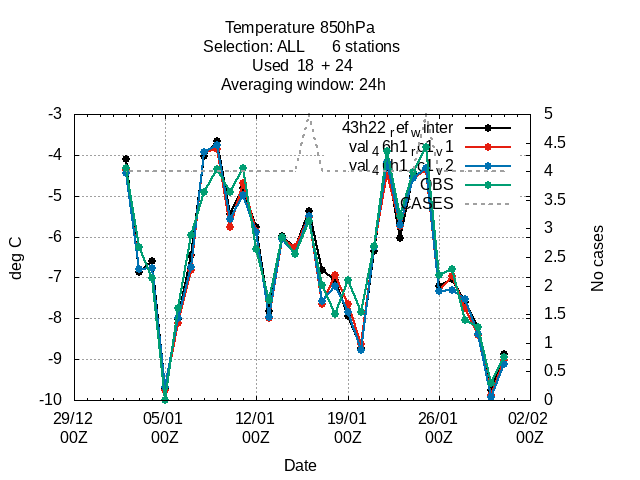 Temperature 850hPa
Selection: ALL 6 stations
Used 18 + 24
Averaging window: 24h
43h22_ref_winter
OBS
CASES
-3
-4
-5
-6
-7
-8
-9
-10
5
4.5
4
3.5
3
2.5
2
1.5
1
0.5
0
deg C
No cases
29/12 05/01 12/01 19/01 26/01 02/02
00Z 00Z 00Z 00Z 00Z 00Z
Date